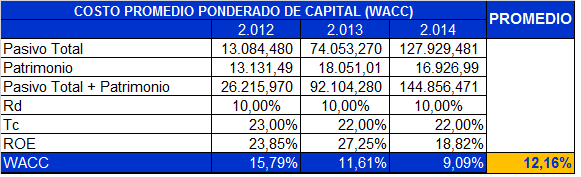 COSTO PROMEDIO PONDERADO DE CAPITAL (WACC) PROMEDIO
2.012 2.013 2.014
Pasivo Total 13.084,480 74.053,270 127.929,481
Patrimonio 13.131,49 18.051,01 16.926,99
Pasivo Total + Patrimonio 26.215,970 92.104,280 144.856,471
Rd 10,00% 10,00% 10,00%
Tc 23,00% 22,00% 22,00%
ROE 23,85% 27,25% 18,82%
WACC 15,79% 11,61% 9,09% 12,16%